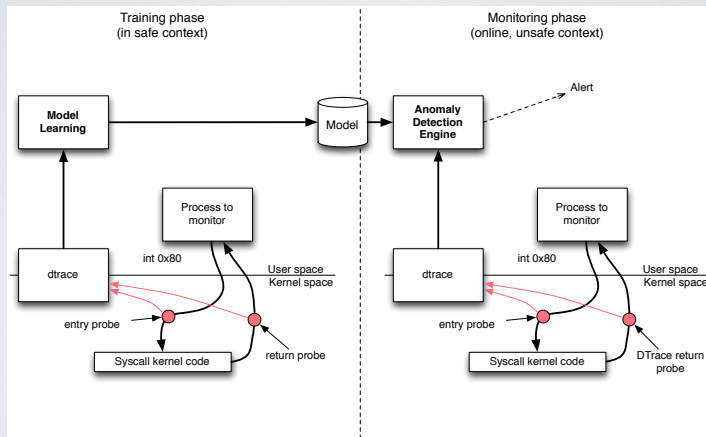 Training phase
(in safe context)
Monitoring phase
(online, unsafe context)
Model
Learning
Model
Anomaly
Detection
Engine
Alert
Process to
monitor
int 0x80
dtrace
User space
Kernel space
entry probe
return probe
Syscall kernel code
Process to
monitor
int 0x80
dtrace
User space
Kernel space
entry probe
DTrace return
probe
Syscall kernel code